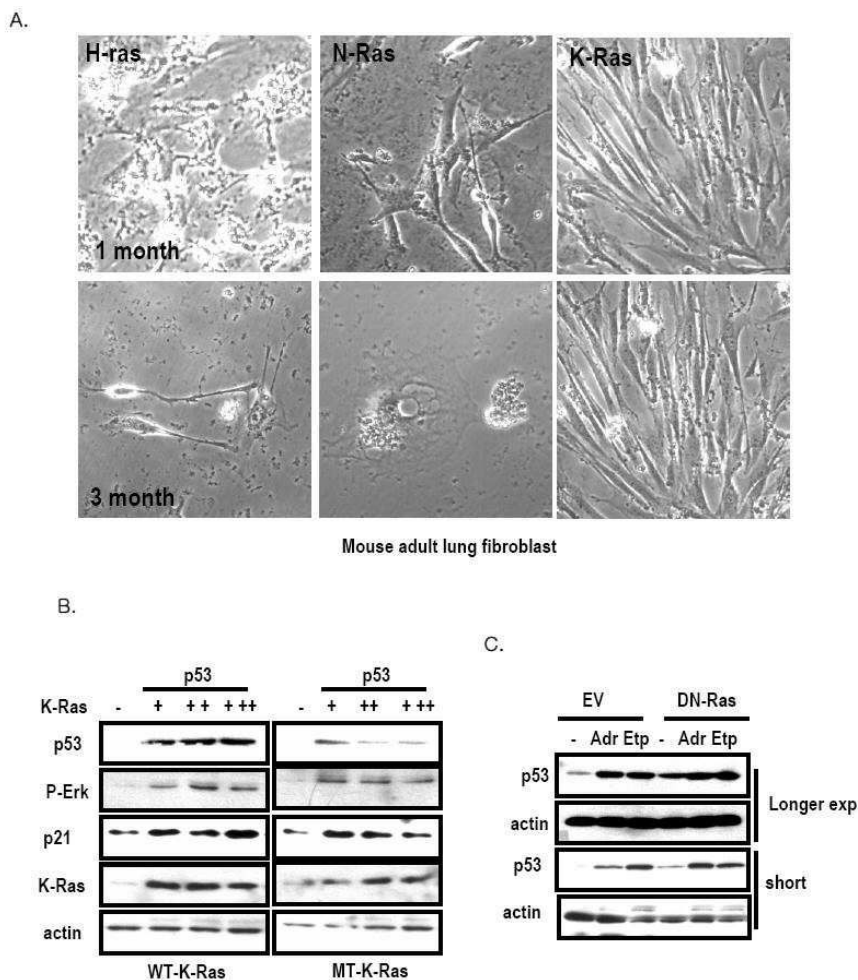 A.
H-ras N-Ras K-Ras
1 month
3 month
Mouse adult lung fibroblast
B.
p53 p53
K-Ras - + + + + ++ - + ++ + ++
p53
P-Erk
p21
K-Ras
actin
WT-K-Ras MT-K-Ras
C.
EV DN-Ras
- Adr Etp - Adr Etp
p53
actin
Longer exp
p53
actin
short